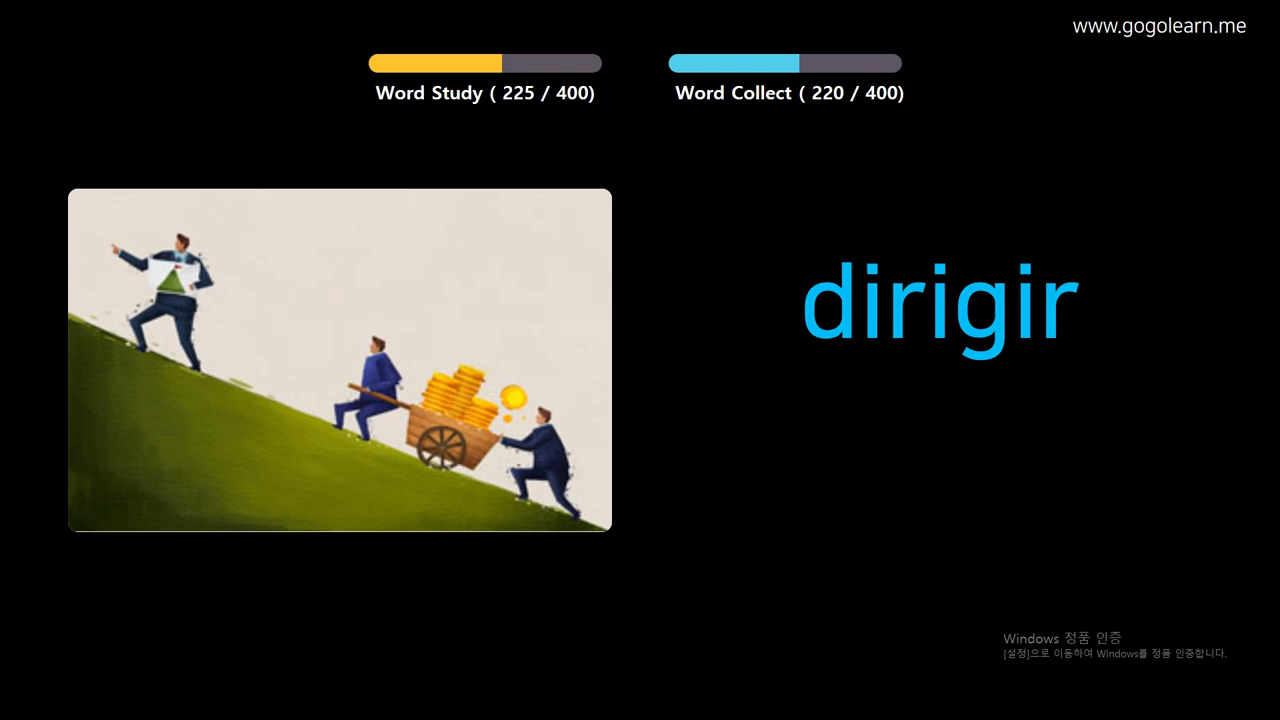 www.gogolearn.me
Word Study ( 225 / 400)
Word Collect ( 220 / 400)
dirigir
Windows 정품 인증
[설정]으로 이동하여 Windows를 정품 인증합니다.